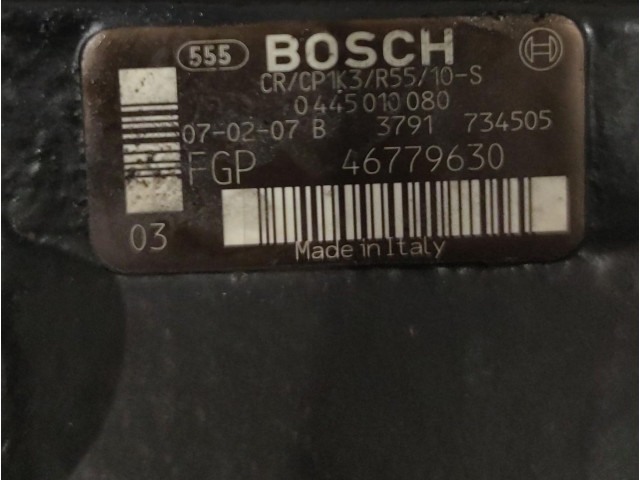 555 BOSCH
CR/CP1K3/R55/10-S
0 445 010 080
07-02-07 B 3791 734505
FGP 46779630
03
Made in Italy